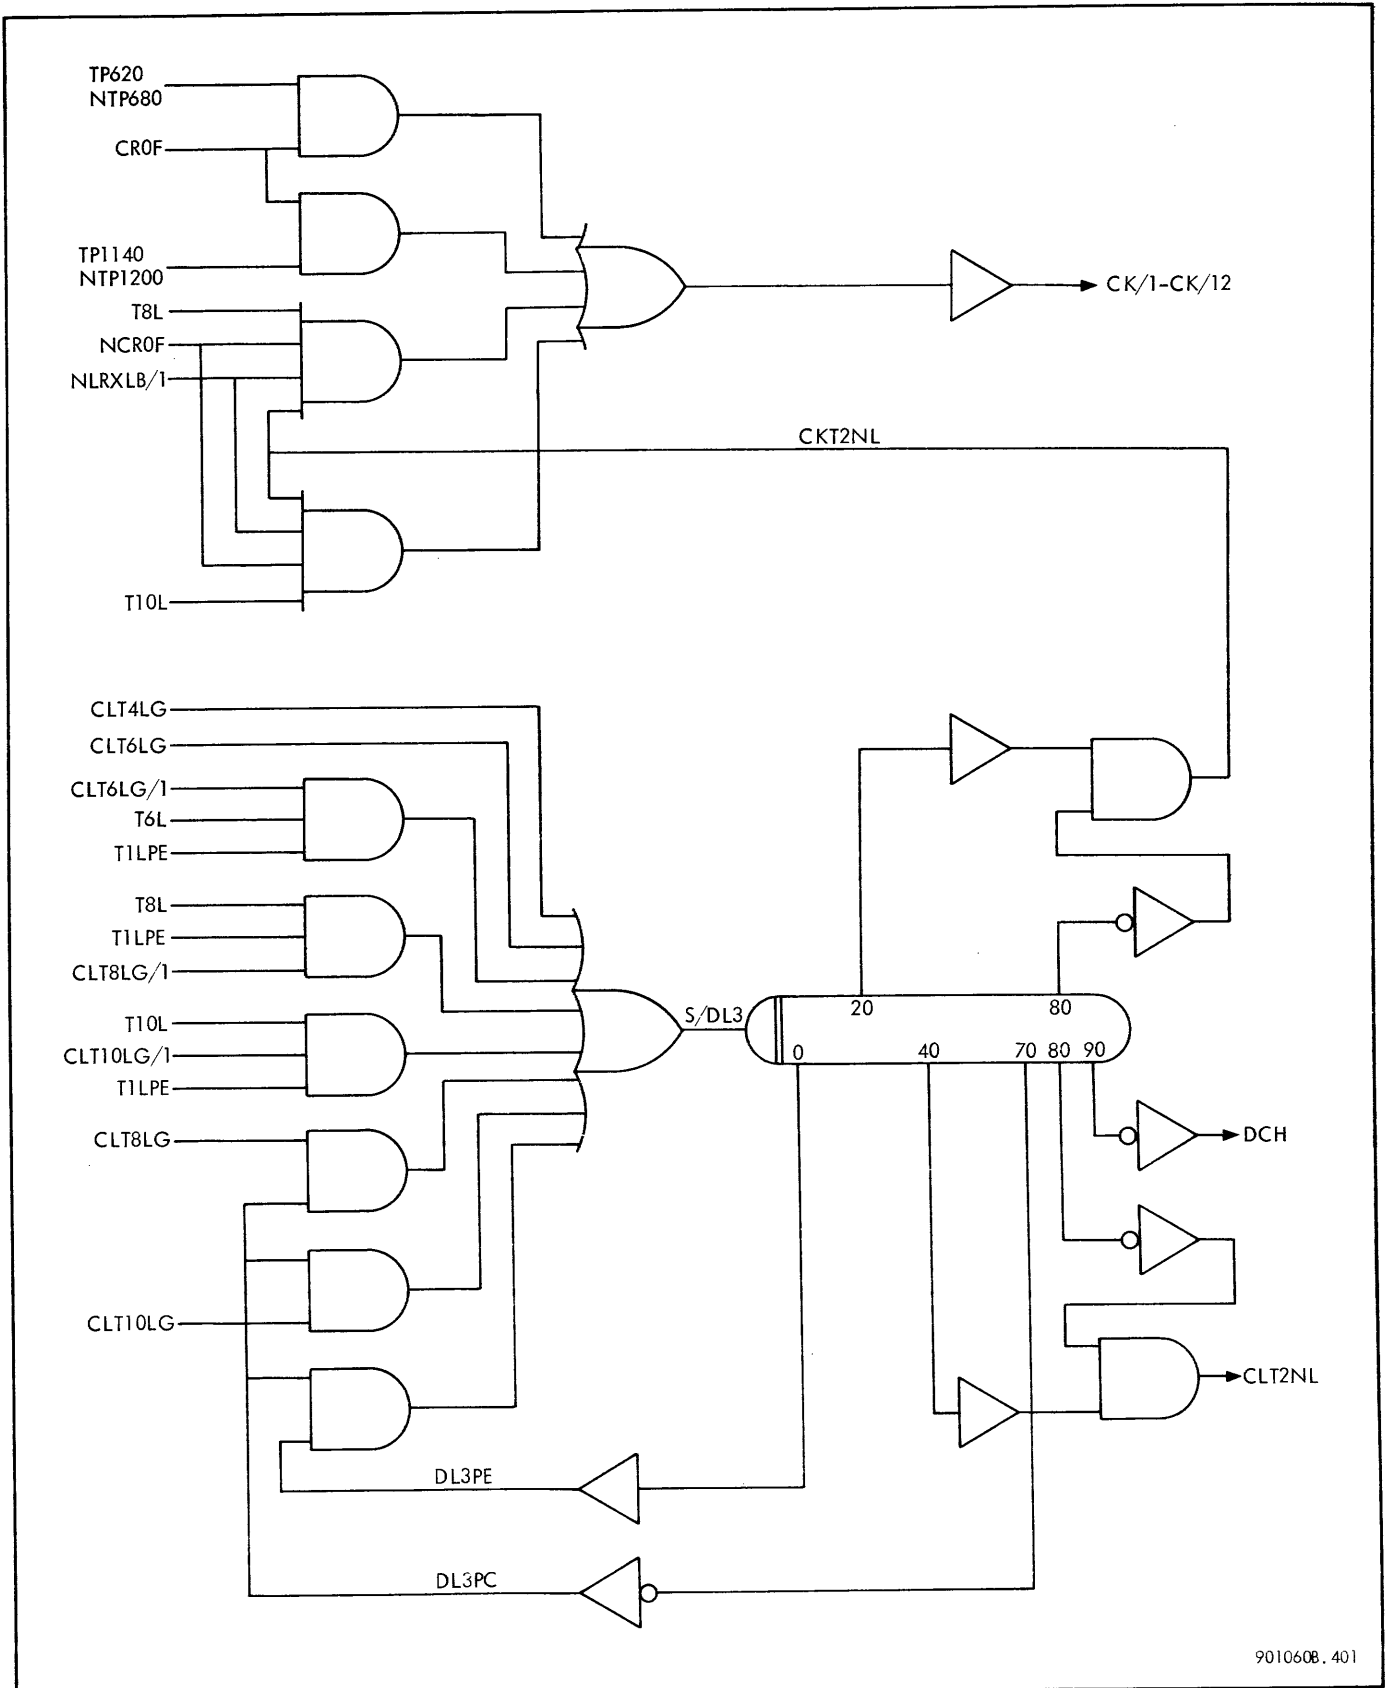 TP620
NTP680
CR0F
TP1140
NTP1200
T8L
NCR0F
NLRXLB/1
CK/1-CK/12
CKT2NL
T10L
CLT4LG
CLT6LG
CLT6LG/1
T6L
T1LPE
T8L
T1LPE
CLT8LG/1
T10L
CLT10LG/1
T1LPE
S/DL3
20
80
0
40
70
80
90
CLT8LG
DCH
CLT10LG
CLT2NL
DL3PE
DL3PC
901060B.401